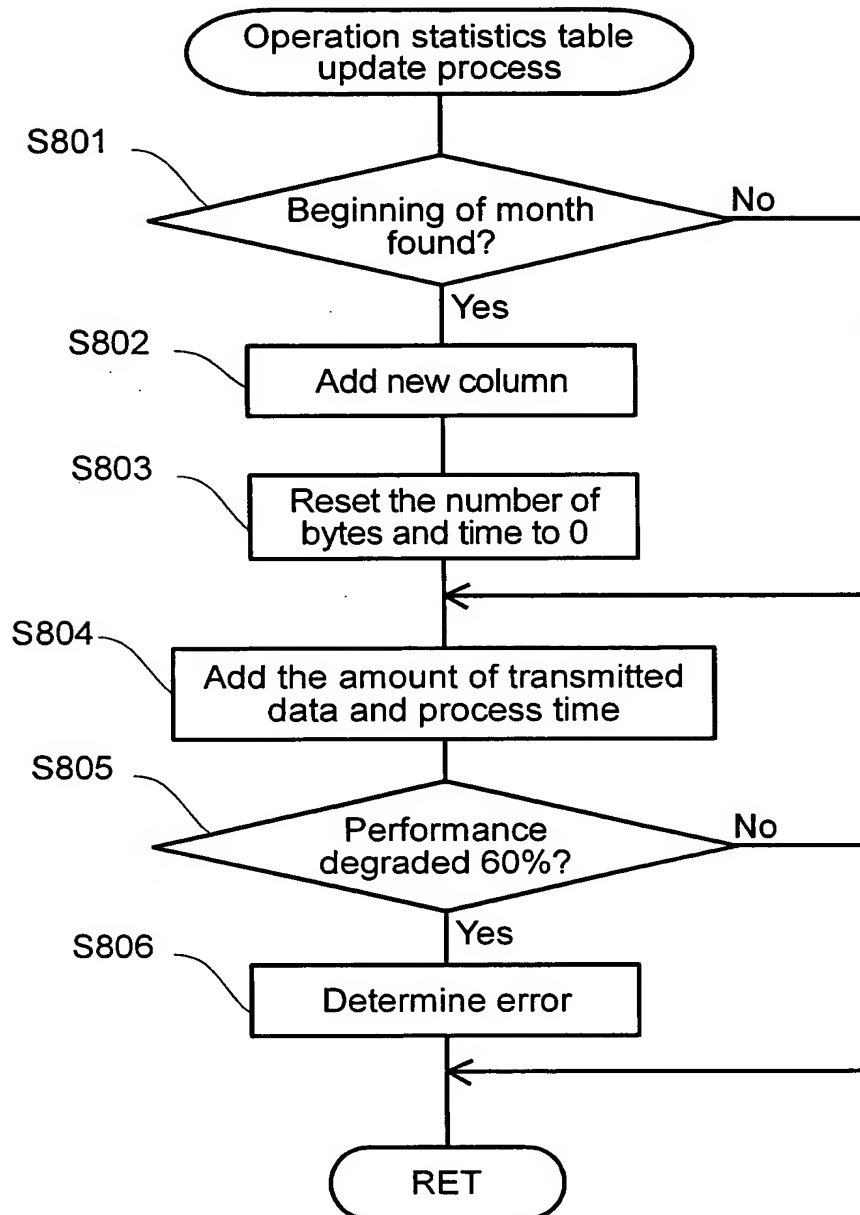 Operation statistics table
update process
S801
Beginning of month
found?
No
Yes
S802
Add new column
S803
Reset the number of
bytes and time to 0
S804
Add the amount of transmitted
data and process time
S805
Performance
degraded 60%?
No
Yes
S806
Determine error
RET